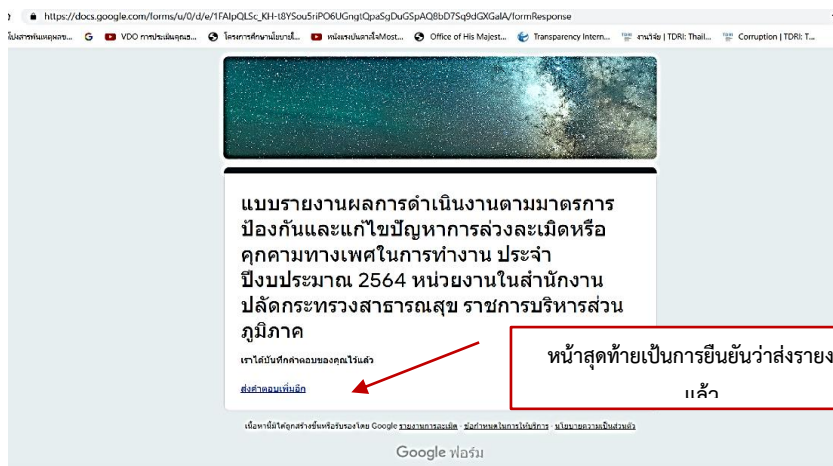 https://docs.google.com/forms/u/0/d/e/1FAIpQLSc_KH-t8YSou5riPO6UGngtQpaSgDuGSpAQ8bD7Sq9dGXGalA/formResponse
G VDO การประเมินคุณธ... โครงการศึกษานโยบายใ... หนังแรงบันดาลใจMost... Office of His Majest... Transparency Intern... งานวิจัย | TDRI: Thail... Corruption | TDRI: T...
แบบรายงานผลการดำเนินงานตามมาตรการ
ป้องกันและแก้ไขปัญหาการล่วงละเมิดหรือ
คุกคามทางเพศในการทำงาน ประจำ
ปีงบประมาณ 2564 หน่วยงานในสำนักงาน
ปลัดกระทรวงสาธารณสุข ราชการบริหารส่วน
ภูมิภาค
เราได้บันทึกคำตอบของคุณไว้แล้ว
ส่งคำตอบเพิ่มอีก
หน้าสุดท้ายเป็นการยืนยันว่าส่งรายง
แล้ว
เนื้อหานี้มิได้ถูกสร้างขึ้นหรือรับรองโดย Google รายงานการละเมิด - ข้อกำหนดในการให้บริการ - นโยบายความเป็นส่วนตัว
Google ฟอร์ม